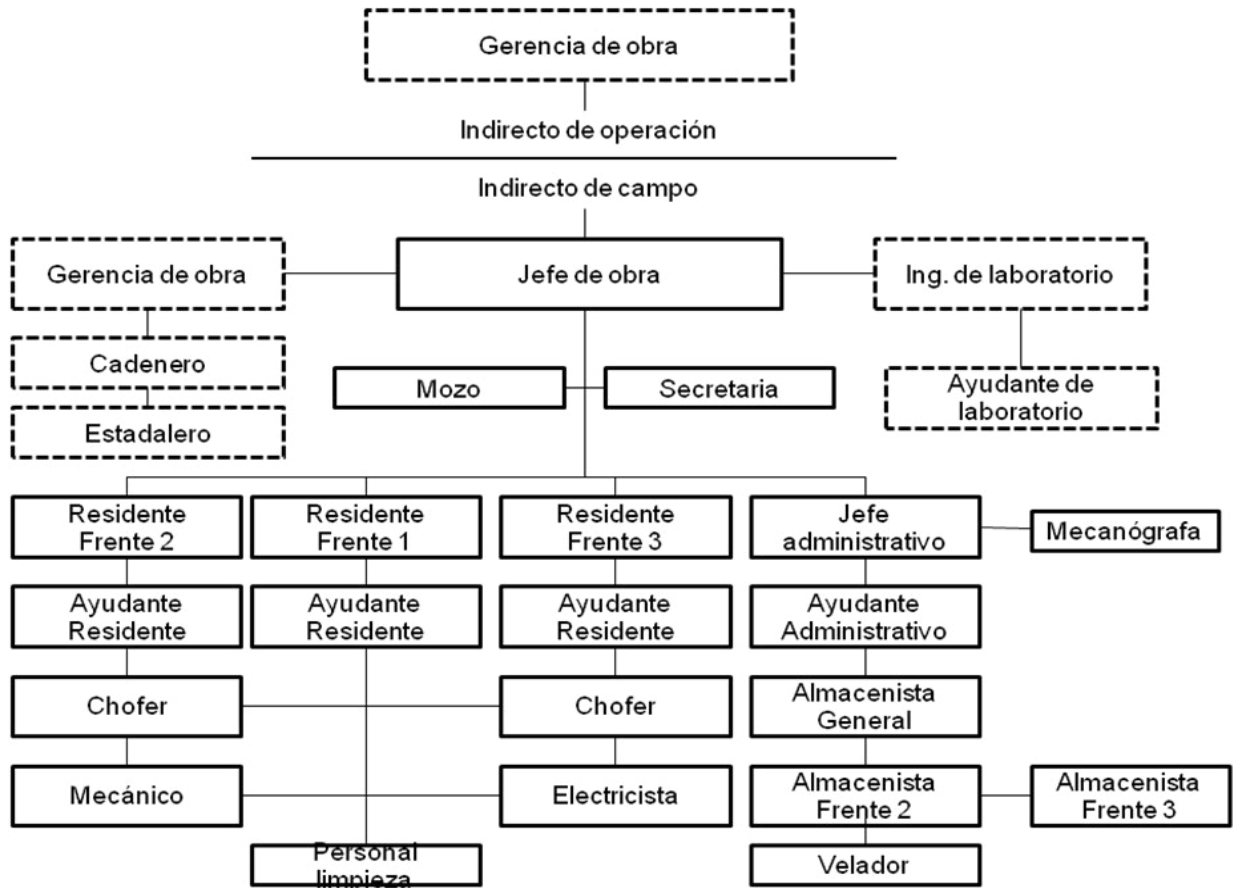 Gerencia de obra
Indirecto de operación
Indirecto de campo
Gerencia de obra
Jefe de obra
Ing. de laboratorio
Cadenero
Mozo
Secretaria
Ayudante de
laboratorio
Estadalero
Residente
Frente 2
Residente
Frente 1
Residente
Frente 3
Jefe
administrativo
Mecanógrafa
Ayudante
Residente
Ayudante
Residente
Ayudante
Residente
Ayudante
Administrativo
Chofer
Chofer
Almacenista
General
Mecánico
Electricista
Almacenista
Frente 2
Almacenista
Frente 3
Personal
limpieza
Velador